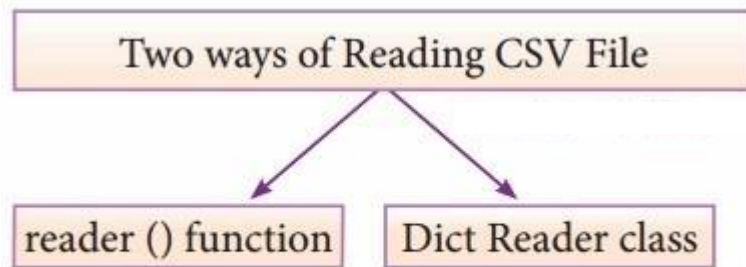 Two ways of Reading CSV File
reader () function
Dict Reader class